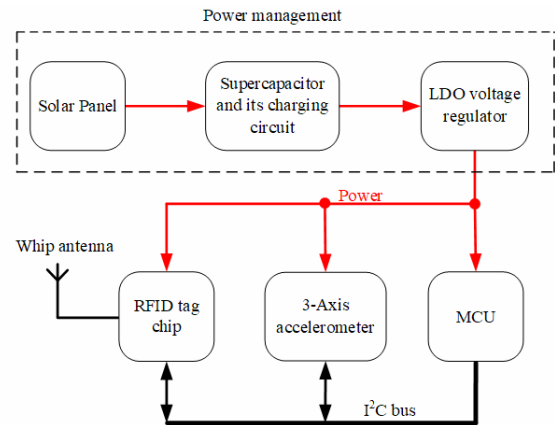 Power management
Solar Panel
Supercapacitor
and its charging
circuit
LDO voltage
regulator
Power
Whip antenna
RFID tag
chip
3-Axis
accelerometer
MCU
I²C bus